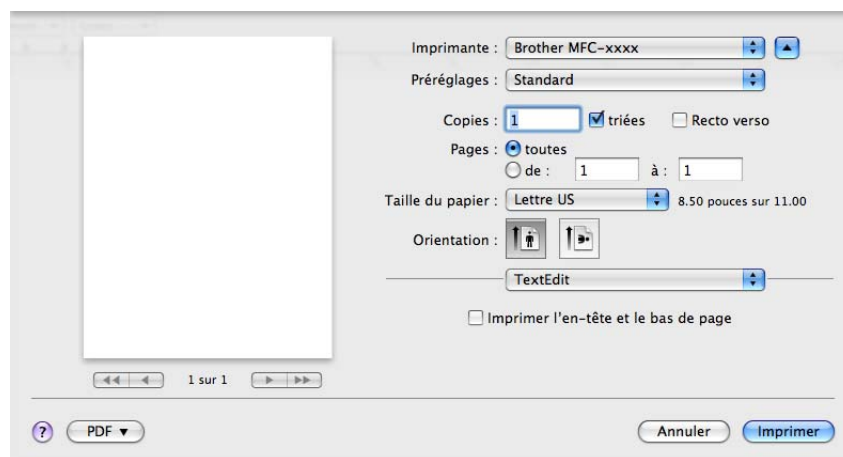 Imprimante : Brother MFC-xxxx
Préréglages : Standard
Copies : 1 triées Recto verso
Pages : toutes
de : 1 à : 1
Taille du papier : Lettre US 8.50 pouces sur 11.00
Orientation :
TextEdit
Imprimer l'en-tête et le bas de page
1 sur 1
? PDF ▼ Annuler Imprimer